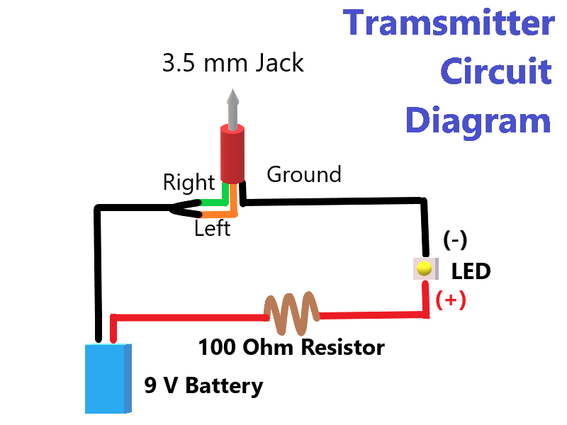 Tramsmitter
Circuit
Diagram
3.5 mm Jack
Ground
Right
Left
(-)
LED
(+)
100 Ohm Resistor
9 V Battery